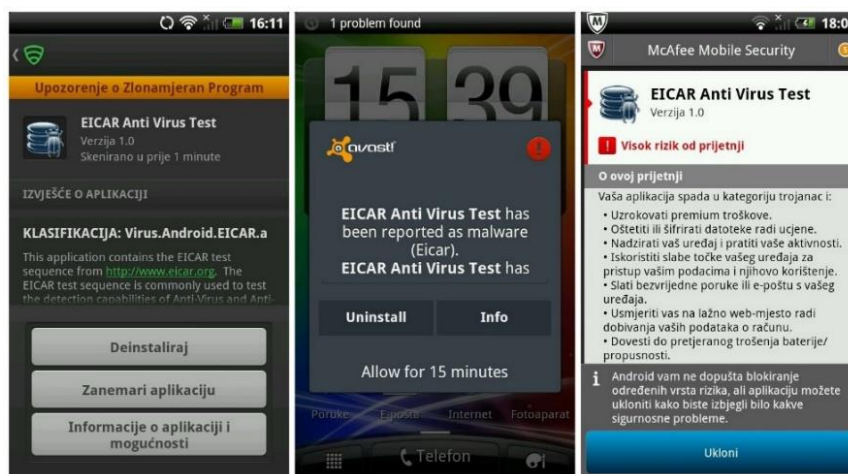 16:11
Upozorenje o Zlonamjeran Program
EICAR Anti Virus Test
Verzija 1.0
Skenirano u prije 1 minute
IZVJEŠĆE O APLIKACIJI
KLASIFIKACIJA: Virus.Android.EICAR.a
This application contains the EICAR test
sequence from http://www.eicar.org. The
EICAR test sequence is commonly used to test
the detection capabilities of Anti-Virus and Anti-
Deinstaliraj
Zanemari aplikaciju
Informacije o aplikaciji i
mogućnosti
1 problem found
15 39
avast!
EICAR Anti Virus Test has
been reported as malware
(Eicar).
EICAR Anti Virus Test has
Uninstall Info
Allow for 15 minutes
Poruke E-pošte Internet Fotoaparat
Telefon
18:0
McAfee Mobile Security
EICAR Anti Virus Test
Verzija 1.0
Visok rizik od prijetnji
O ovoj prijetnji
Vaša aplikacija spada u kategoriju trojanac i:
• Uzrokovati premium troškove.
• Oštetiti ili šifrirati datoteke radi ucjene.
• Nadzirati vaš uređaj i pratiti vaše aktivnosti.
• Iskoristiti slabe točke vašeg uređaja za
pristup vašim podacima i njihovo korištenje.
• Slati bezvrijedne poruke ili e-poštu s vašeg
uređaja.
• Usmjeriti vas na lažno web-mjesto radi
dobivanja vaših podataka o računu.
• Dovesti do pretjeranog trošenja baterije/
propusnosti.
Android vam ne dopušta blokiranje
određenih vrsta rizika, ali aplikaciju možete
ukloniti kako biste izbjegli bilo kakve
sigurnosne probleme.
Ukloni